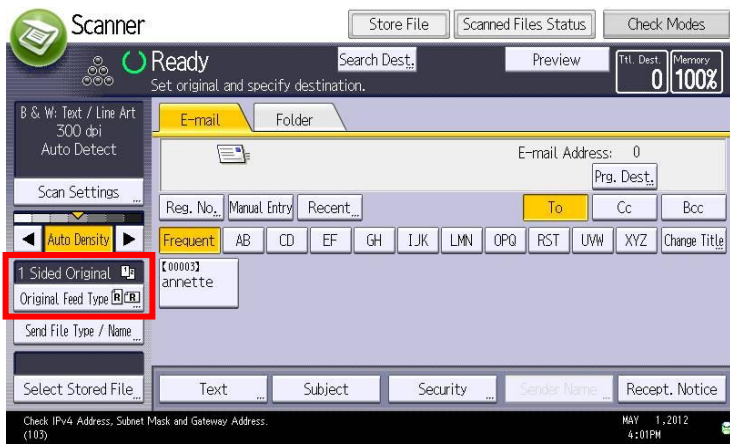 Scanner
Store File
Scanned Files Status
Check Modes
Ready
Search Dest.
Preview
Ttl. Dest.
0
Memory
100%
Set original and specify destination.
B & W: Text / Line Art
300 dpi
Auto Detect
Scan Settings
Auto Density
1 Sided Original
Original Feed Type
Send File Type / Name
Select Stored File
E-mail
Folder
E-mail Address: 0
Prg. Dest.
Reg. No.
Manual Entry
Recent
To
Cc
Bcc
Frequent
AB
CD
EF
GH
IJK
LMN
OPQ
RST
UVW
XYZ
Change Title
【00003】
annette
Text
Subject
Security
Sender Name
Recept. Notice
Check IPv4 Address, Subnet Mask and Gateway Address.
(103)
MAY 1,2012
4:01PM